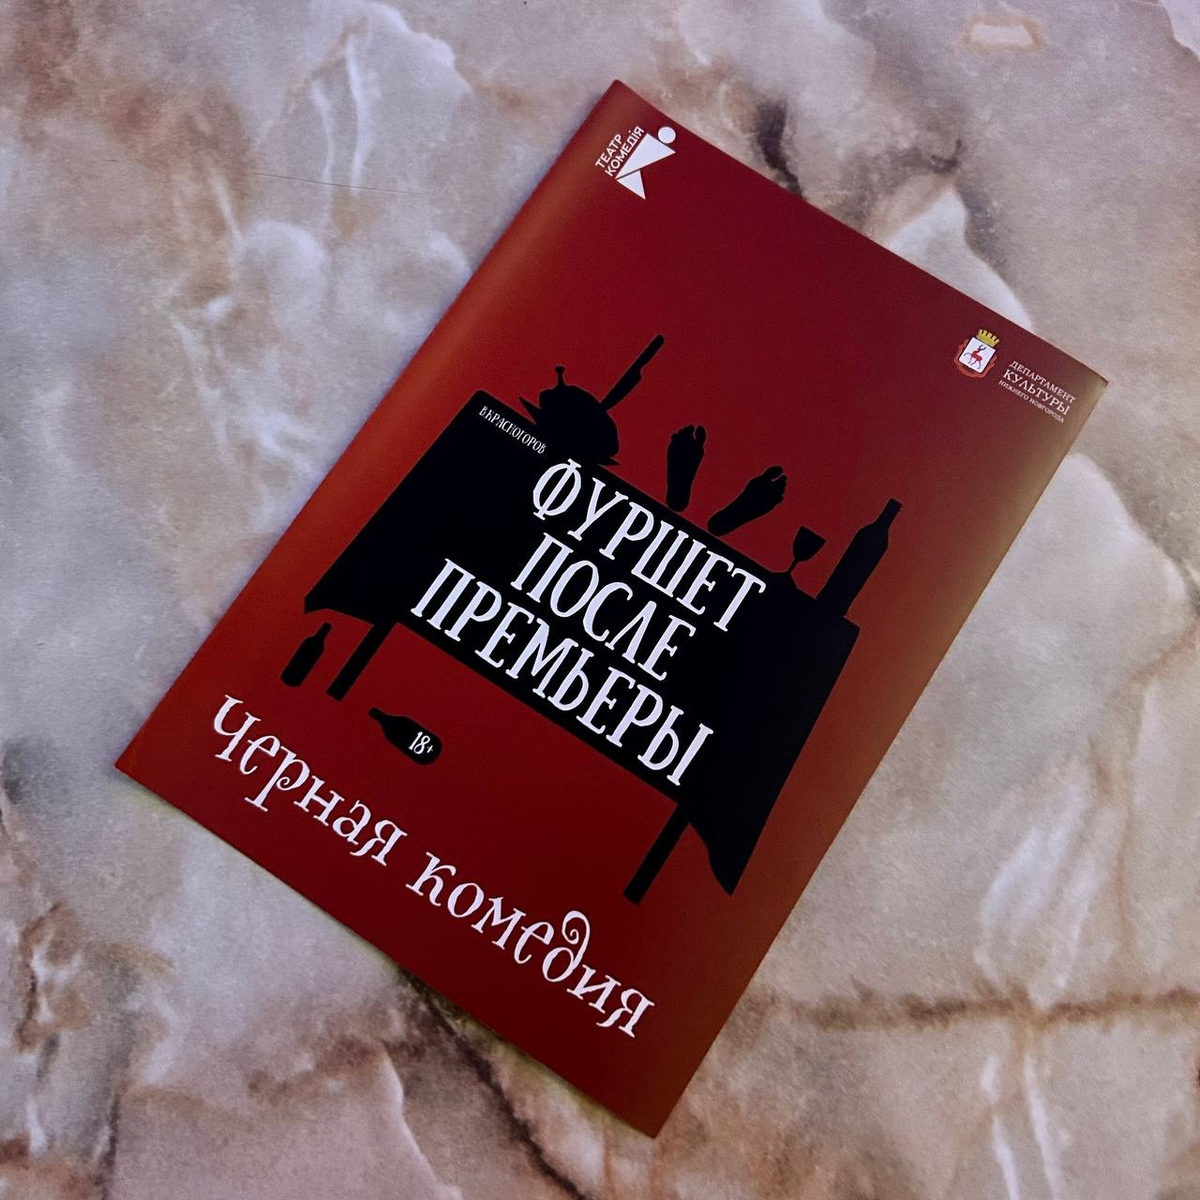 ТЕАТР
КОМЕДIЯ
ДЕПАРТАМЕНТ
КУЛЬТУРЫ
НИЖНЕГО НОВГОРОДА
В.КРАСНОГОРОВ
ФУРШЕТ
ПОСЛЕ
ПРЕМЬЕРЫ
18+
Черная комедия